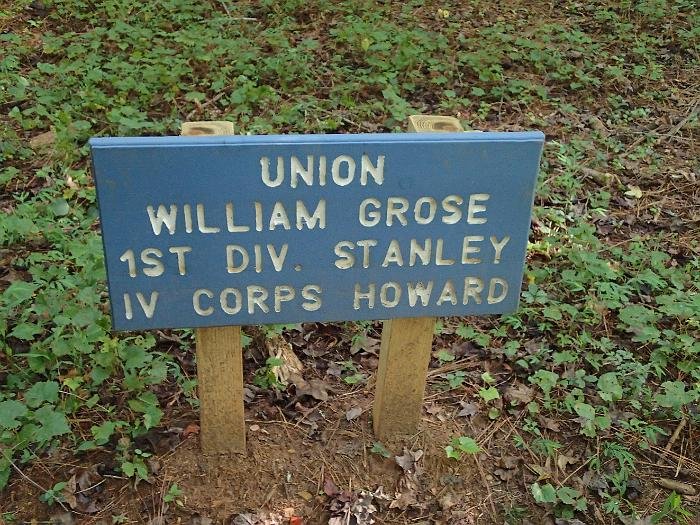 UNION
WILLIAM GROSE
1ST DIV. STANLEY
IV CORPS HOWARD